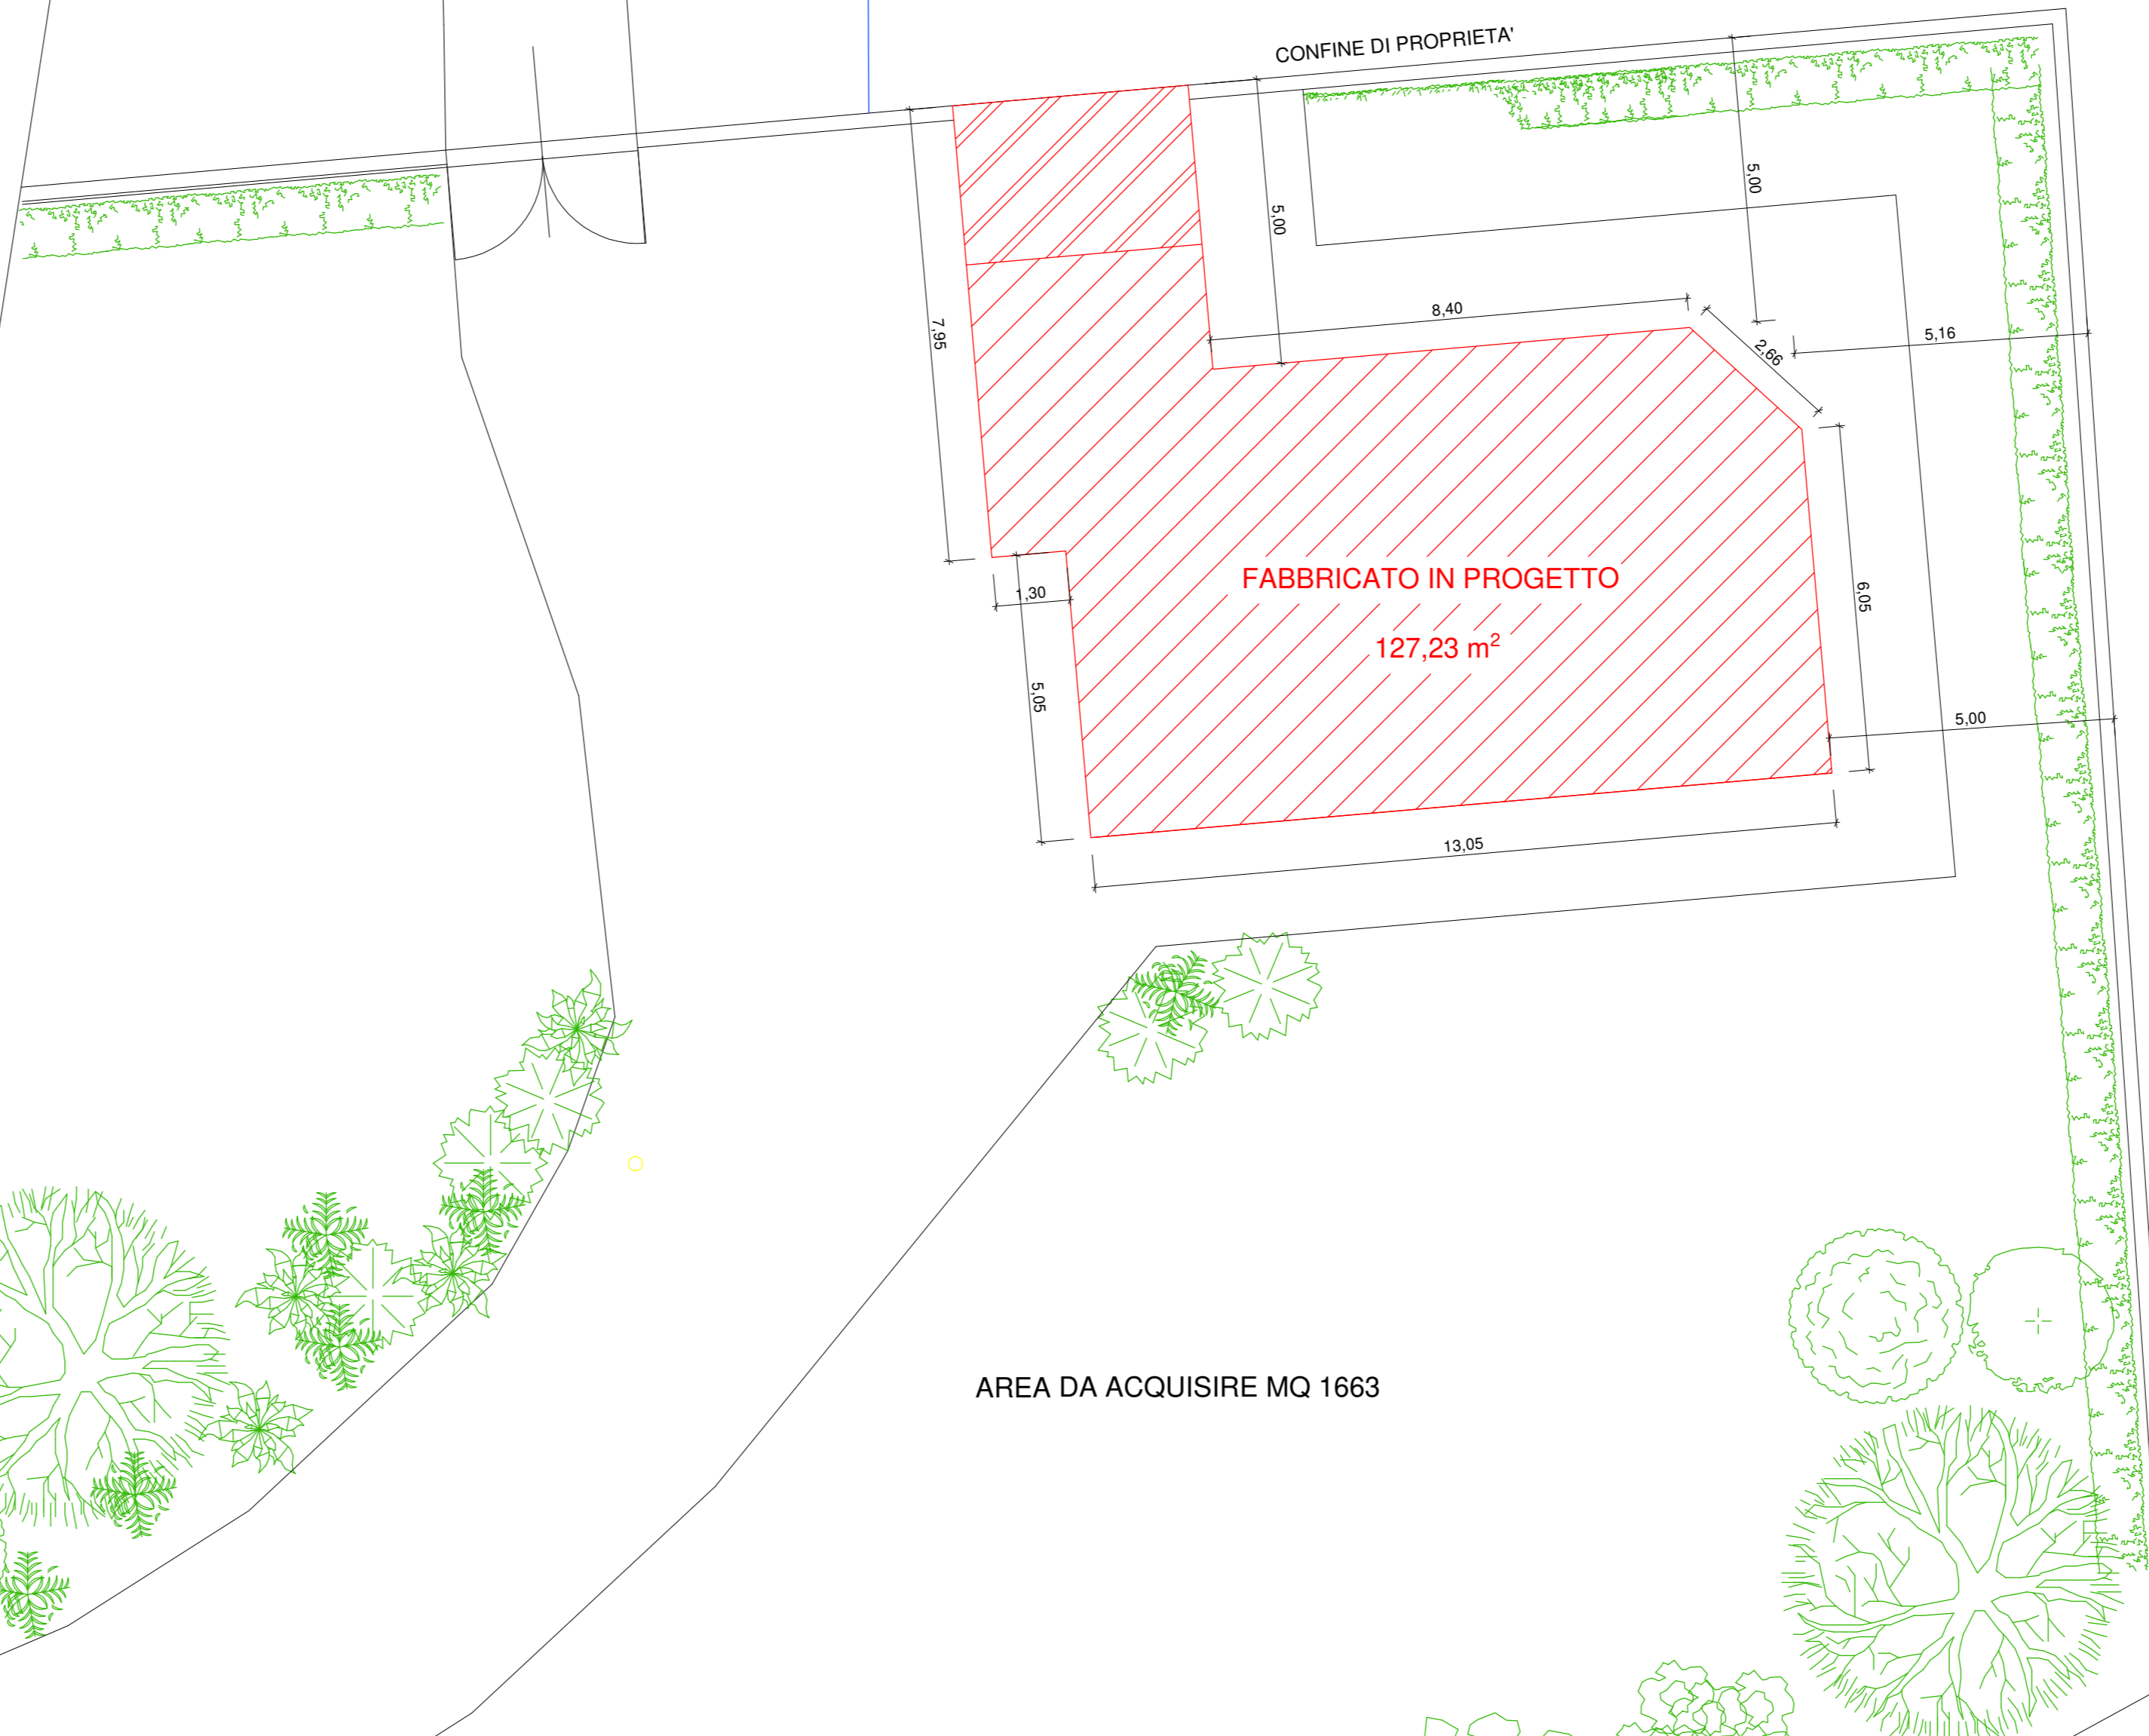 CONFINE DI PROPRIETA'
5,00
5,00
7,95
8,40
2,66
5,16
FABBRICATO IN PROGETTO
127,23 m²
1,30
6,05
5,05
5,00
13,05
AREA DA ACQUISIRE MQ 1663